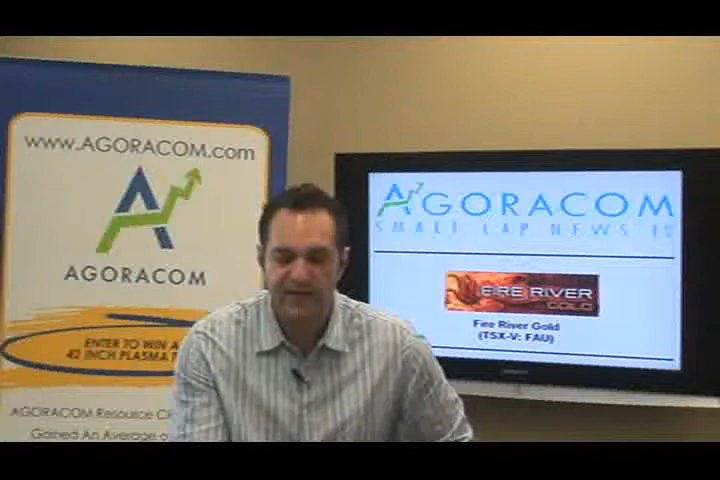 www.AGORACOM.com
AGORACOM
ENTER TO WIN A
42 INCH PLASMA
AGORACOM Resource
Gained An Average
AGORACOM
SMALL CAP NEWS TV
FIRE RIVER
GOLD
Fire River Gold
(TSX-V: FAU)